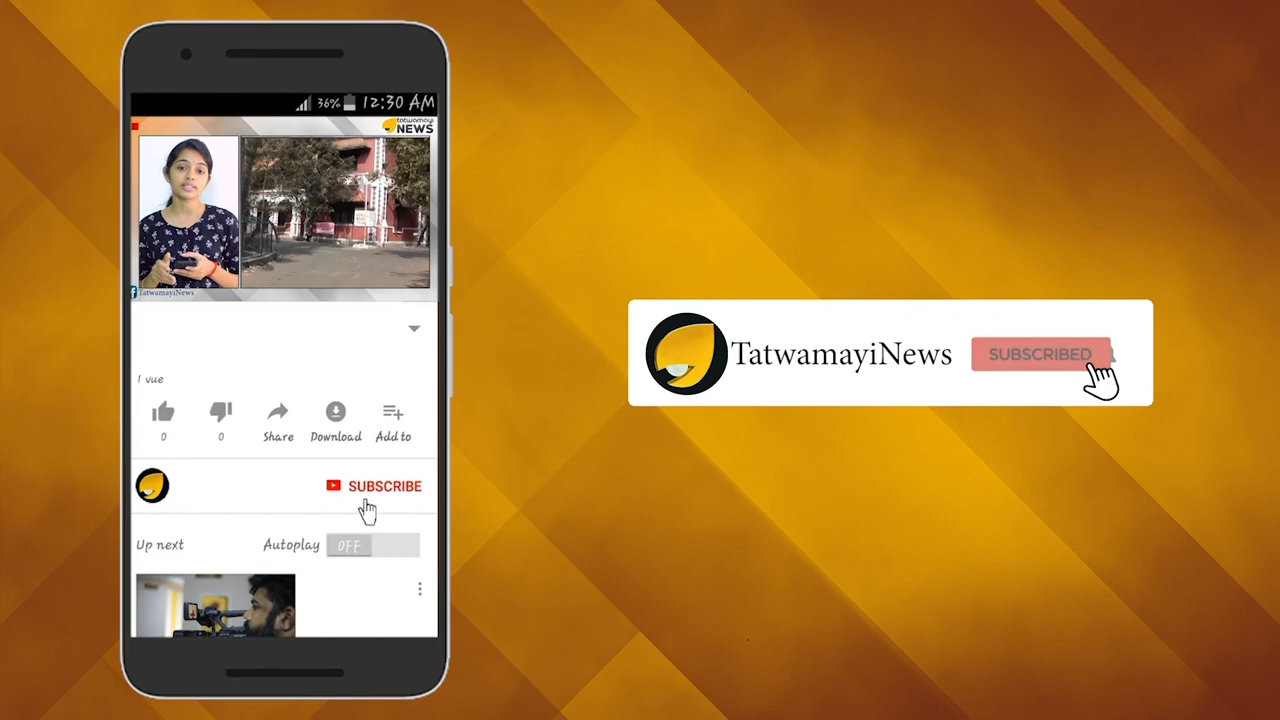 36% 12:30 AM
tatwamayi
NEWS
TatwamayiNews
1 vue
0 0 Share Download Add to
SUBSCRIBE
Up next Autoplay OFF
TatwamayiNews SUBSCRIBED